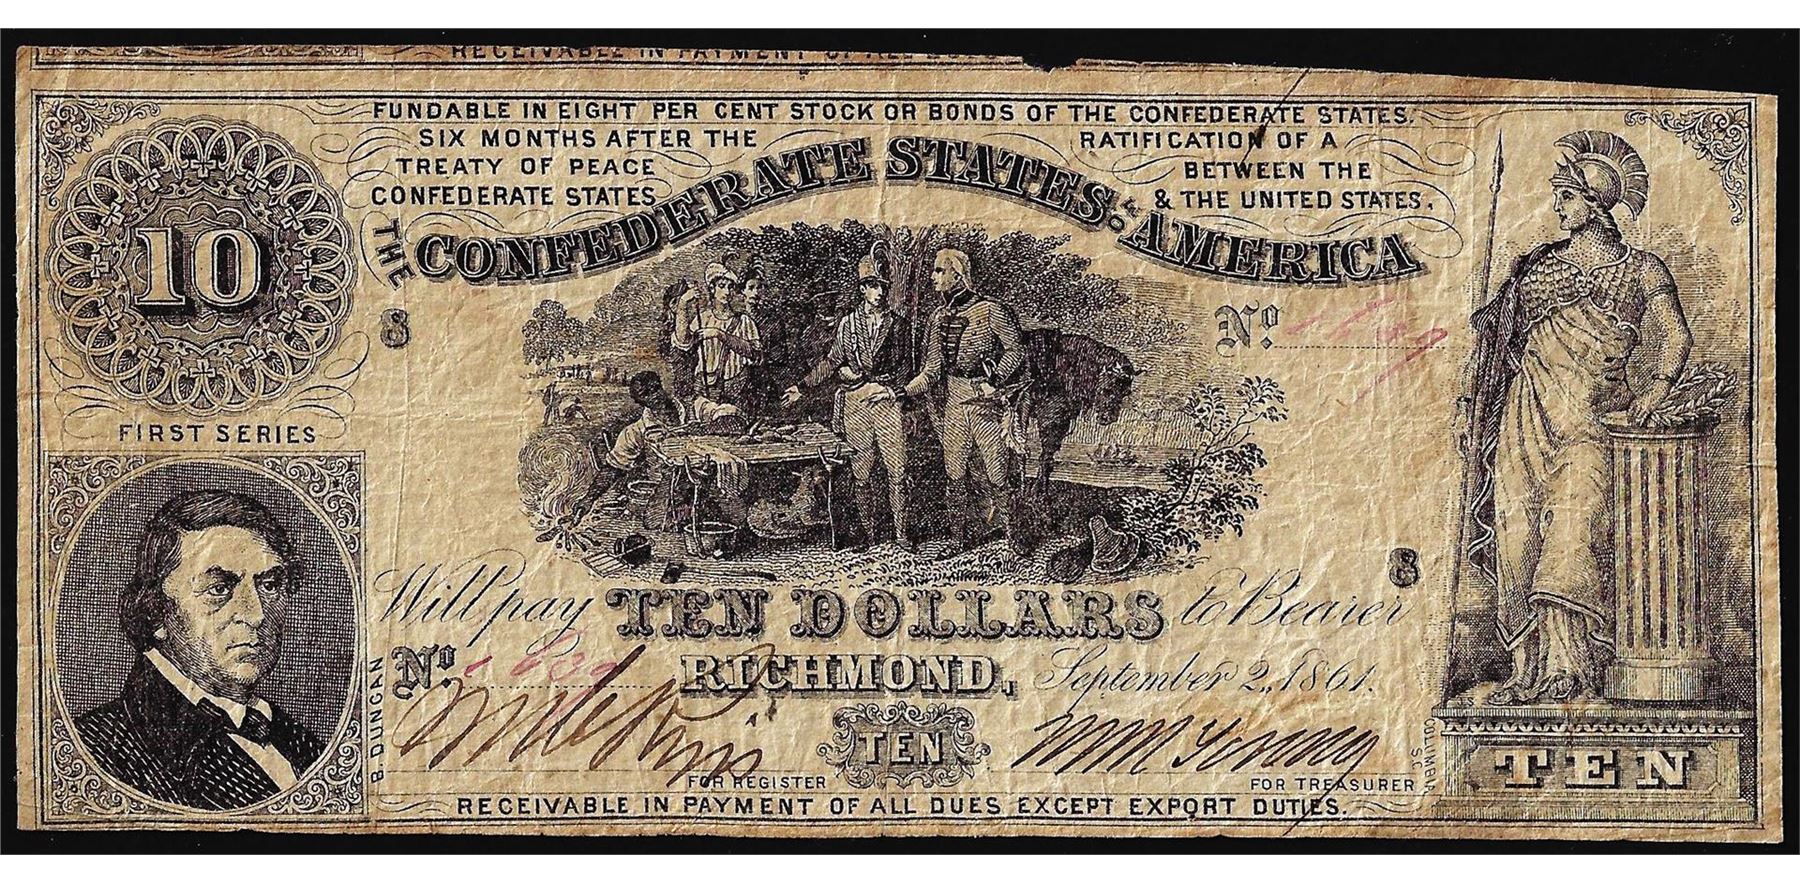 RECEIVABLE IN PAYMENT OF ALL
FUNDABLE IN EIGHT PER CENT STOCK OR BONDS OF THE CONFEDERATE STATES.
SIX MONTHS AFTER THE RATIFICATION OF A
TREATY OF PEACE BETWEEN THE
CONFEDERATE STATES & THE UNITED STATES.
THE CONFEDERATE STATES OF AMERICA
10
8 No.
FIRST SERIES
8
Will pay TEN DOLLARS to Bearer
No. RICHMOND, September 2, 1861.
B. DUNCAN
COLUMBIA, S.C.
TEN
TEN
FOR REGISTER
FOR TREASURER
RECEIVABLE IN PAYMENT OF ALL DUES EXCEPT EXPORT DUTIES.